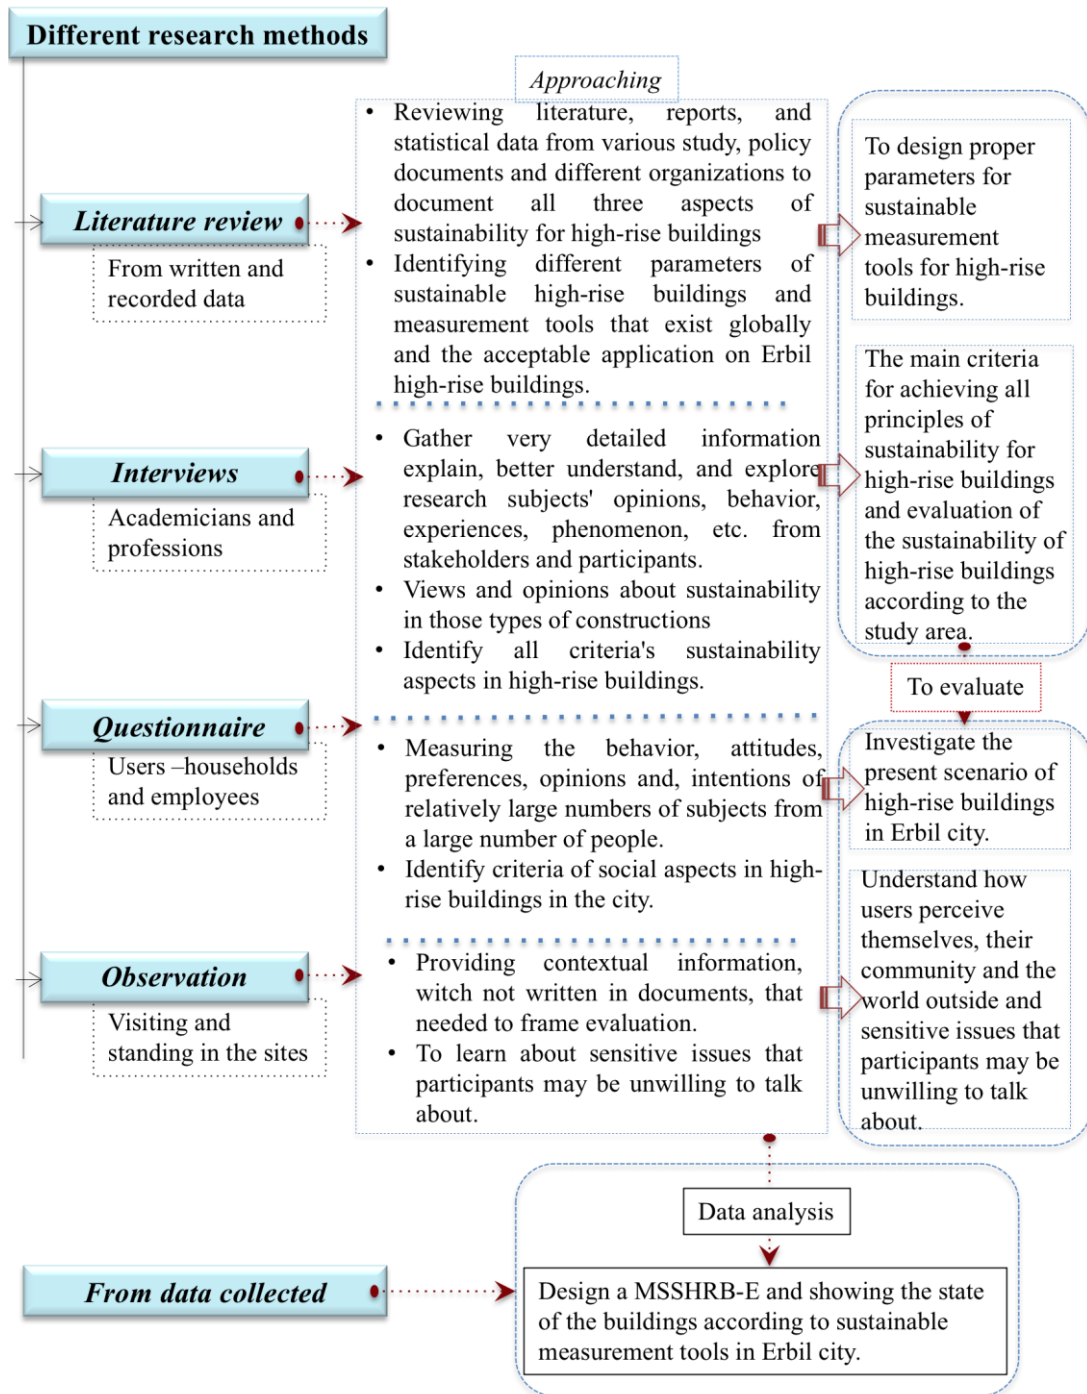 Different research methods
Approaching
Literature review
From written and
recorded data
• Reviewing literature, reports, and
statistical data from various study, policy
documents and different organizations to
document all three aspects of
sustainability for high-rise buildings
• Identifying different parameters of
sustainable high-rise buildings and
measurement tools that exist globally
and the acceptable application on Erbil
high-rise buildings.
To design proper
parameters for
sustainable
measurement
tools for high-rise
buildings.
Interviews
Academicians and
professions
• Gather very detailed information
explain, better understand, and explore
research subjects' opinions, behavior,
experiences, phenomenon, etc. from
stakeholders and participants.
• Views and opinions about sustainability
in those types of constructions
• Identify all criteria's sustainability
aspects in high-rise buildings.
The main criteria
for achieving all
principles of
sustainability for
high-rise buildings
and evaluation of
the sustainability of
high-rise buildings
according to the
study area.
To evaluate
Questionnaire
Users –households
and employees
• Measuring the behavior, attitudes,
preferences, opinions and, intentions of
relatively large numbers of subjects from
a large number of people.
• Identify criteria of social aspects in high-
rise buildings in the city.
Investigate the
present scenario of
high-rise buildings
in Erbil city.
Observation
Visiting and
standing in the sites
• Providing contextual information,
witch not written in documents, that
needed to frame evaluation.
• To learn about sensitive issues that
participants may be unwilling to talk
about.
Understand how
users perceive
themselves, their
community and the
world outside and
sensitive issues that
participants may be
unwilling to talk
about.
Data analysis
From data collected
Design a MSSHRB-E and showing the state
of the buildings according to sustainable
measurement tools in Erbil city.